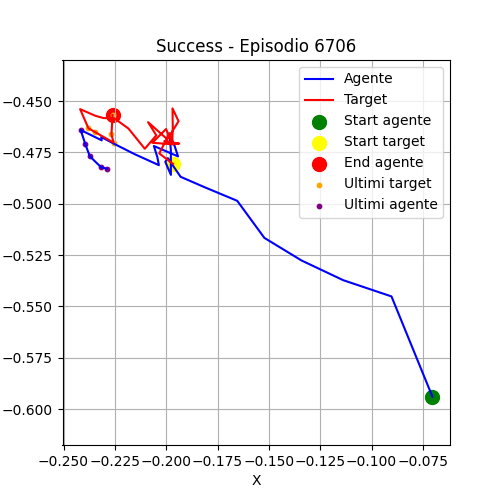 Success - Episodio 6706
Agente
Target
Start agente
Start target
End agente
Ultimi target
Ultimi agente
−0.450
−0.475
−0.500
−0.525
−0.550
−0.575
−0.600
−0.250 −0.225 −0.200 −0.175 −0.150 −0.125 −0.100 −0.075
X